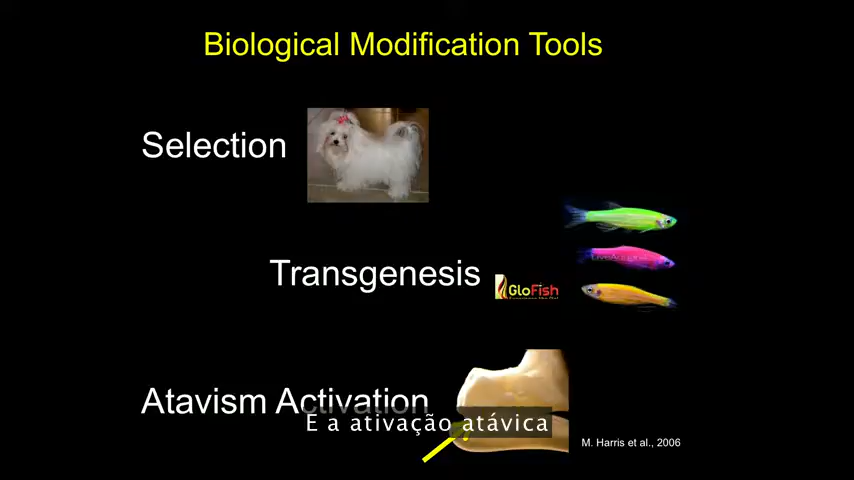 Biological Modification Tools
Selection
Transgenesis
GloFish
Atavism Activation
E a ativação atávica
M. Harris et al., 2006